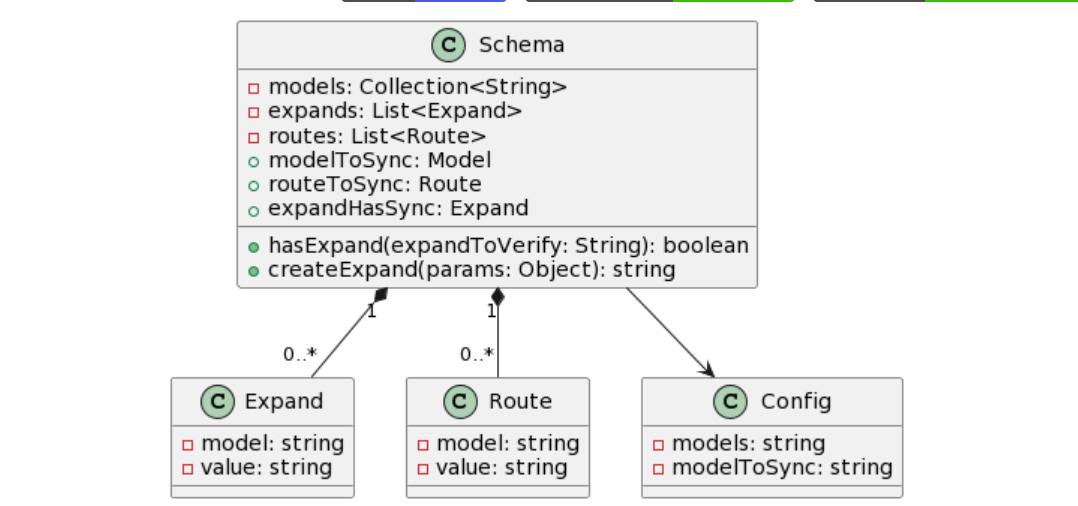 C Schema
models: Collection<String>
expands: List<Expand>
routes: List<Route>
modelToSync: Model
routeToSync: Route
expandHasSync: Expand
hasExpand(expandToVerify: String): boolean
createExpand(params: Object): string
1 1
0..* 0..*
C Expand
model: string
value: string
C Route
model: string
value: string
C Config
models: string
modelToSync: string